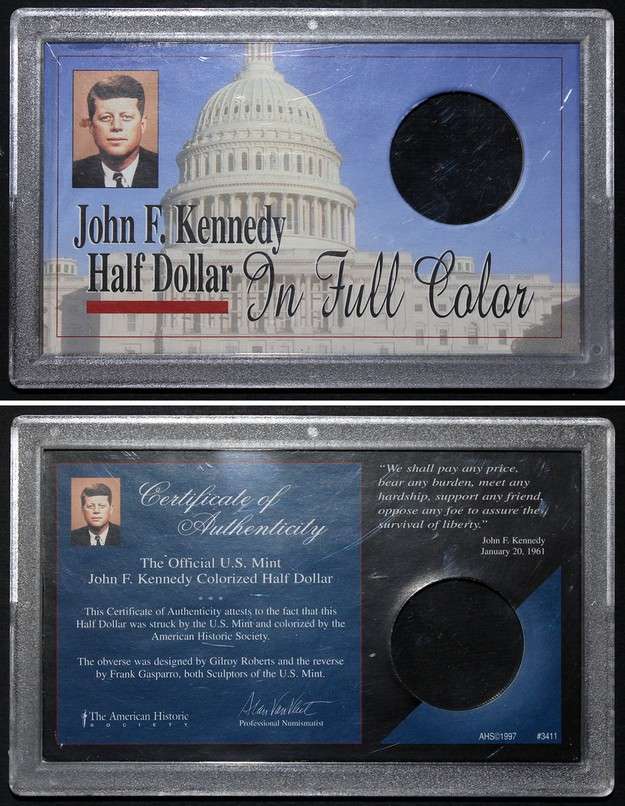 John F. Kennedy
Half Dollar
In Full Color
Certificate of
Authenticity
The Official U.S. Mint
John F. Kennedy Colorized Half Dollar
* * *
This Certificate of Authenticity attests to the fact that this
Half Dollar was struck by the U.S. Mint and colorized by the
American Historic Society.
The obverse was designed by Gilroy Roberts and the reverse
by Frank Gasparro, both Sculptors of the U.S. Mint.
The American Historic
SOCIETY
Professional Numismatist
"We shall pay any price,
bear any burden, meet any
hardship, support any friend,
oppose any foe to assure the
survival of liberty."
John F. Kennedy
January 20, 1961
AHS©1997 #3411